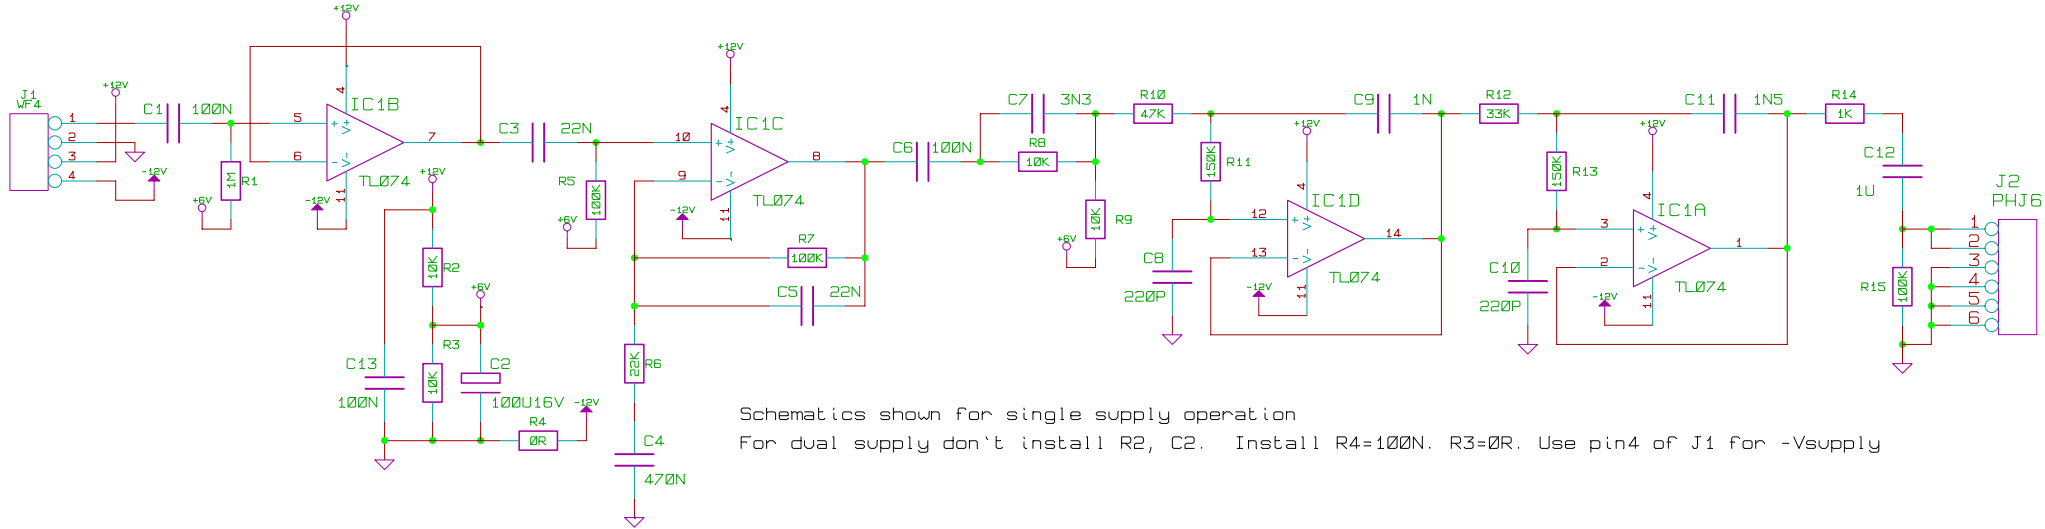 J1
WF4
1
2
3
4
+12V
-12V
C1
100N
1M
R1
+6V
+12V
4
IC1B
5
6
7
11
-12V
TL074
+12V
10K
R2
+6V
R3
10K
C13
100N
C2
100U16V
R4
0R
-12V
C3
22N
R5
100K
+6V
+12V
4
IC1C
10
9
8
11
-12V
TL074
R7
100K
C5
22N
22K
R6
C4
470N
C6
100N
C7
3N3
R8
10K
10K
R9
+6V
R10
47K
150K
R11
C8
220P
C9
1N
+12V
4
IC1D
12
13
14
11
-12V
TL074
R12
33K
150K
R13
C10
220P
C11
1N5
+12V
4
IC1A
3
2
1
11
-12V
TL074
R14
1K
C12
1U
R15
100K
J2
PHJ6
1
2
3
4
5
6
V+
V-
V+
V-
V+
V-
V+
V-
Schematics shown for single supply operation
For dual supply don't install R2, C2. Install R4=100N. R3=0R. Use pin4 of J1 for -Vsupply